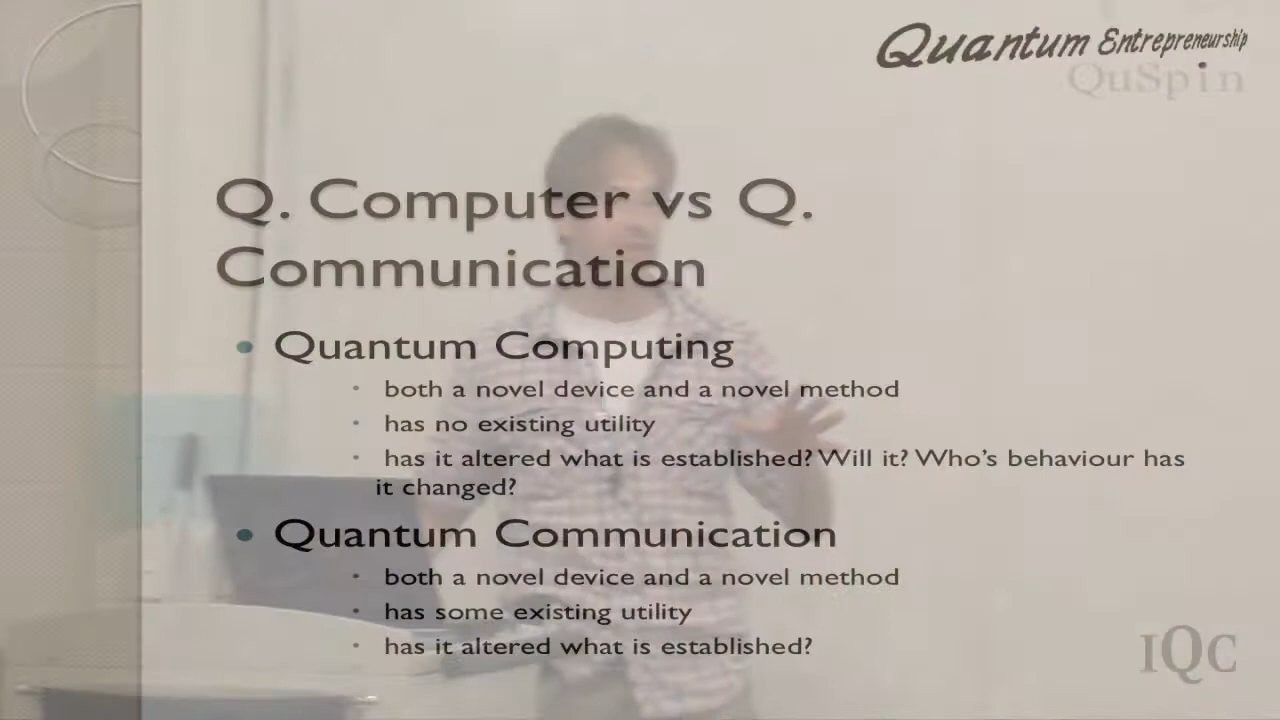 Quantum Entrepreneurship
QuSpin
Q. Computer vs Q.
Communication
Quantum Computing
both a novel device and a novel method
has no existing utility
has it altered what is established? Will it? Who's behaviour has
it changed?
Quantum Communication
both a novel device and a novel method
has some existing utility
has it altered what is established?
IQC